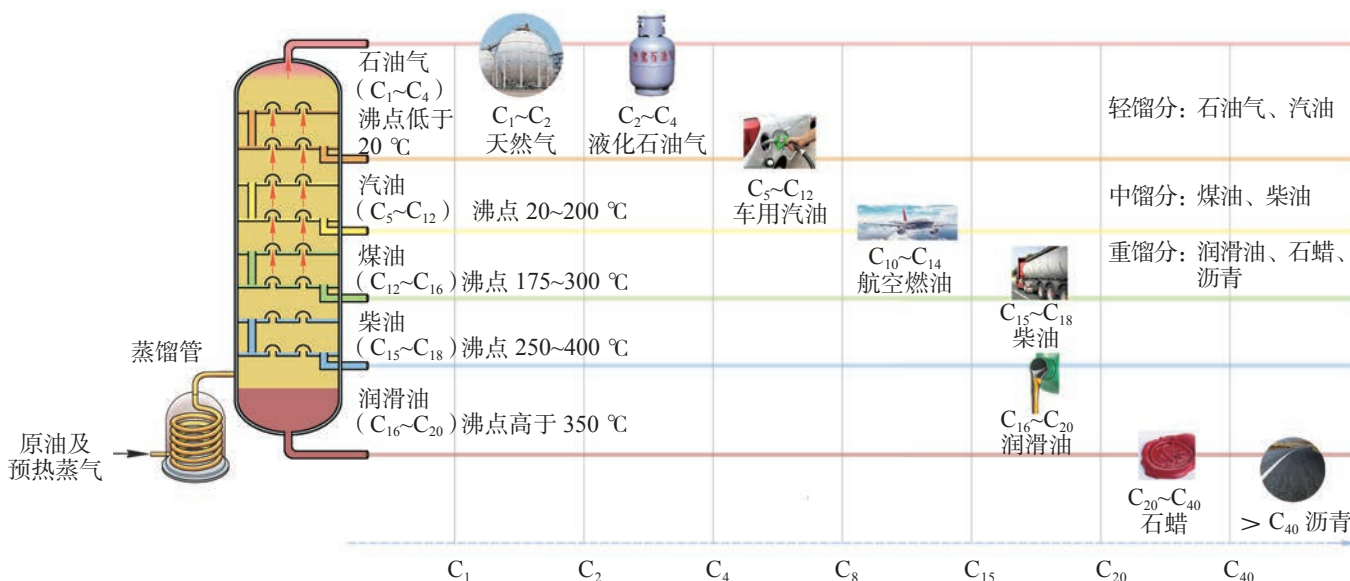 石油气
（C₁~C₄）
沸点低于
20 ℃
C₁~C₂
天然气
C₂~C₄
液化石油气
轻馏分：石油气、汽油
汽油
（C₅~C₁₂） 沸点 20~200 ℃
C₅~C₁₂
车用汽油
中馏分：煤油、柴油
煤油
（C₁₂~C₁₆）沸点 175~300 ℃
C₁₀~C₁₄
航空燃油
重馏分：润滑油、石蜡、
沥青
柴油
（C₁₅~C₁₈）沸点 250~400 ℃
C₁₅~C₁₈
柴油
蒸馏管
润滑油
（C₁₆~C₂₀）沸点高于 350 ℃
C₁₆~C₂₀
润滑油
原油及
预热蒸气
C₂₀~C₄₀
石蜡
> C₄₀ 沥青
C₁ C₂ C₄ C₈ C₁₅ C₂₀ C₄₀